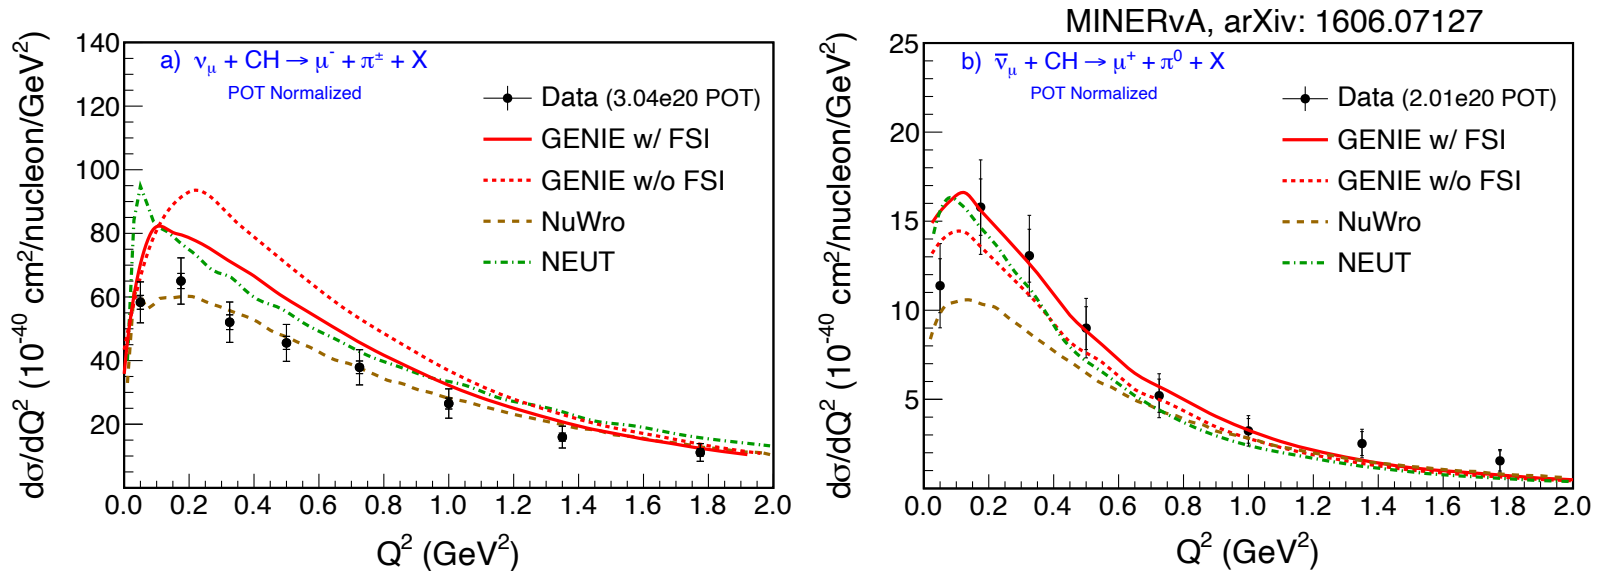 MINERvA, arXiv: 1606.07127
a) νμ + CH → μ- + π± + X
POT Normalized
Data (3.04e20 POT)
GENIE w/ FSI
GENIE w/o FSI
NuWro
NEUT
dσ/dQ² (10⁻⁴⁰ cm²/nucleon/GeV²)
140
120
100
80
60
40
20
0.0 0.2 0.4 0.6 0.8 1.0 1.2 1.4 1.6 1.8 2.0
Q² (GeV²)
b) ν̄μ + CH → μ⁺ + π⁰ + X
POT Normalized
Data (2.01e20 POT)
GENIE w/ FSI
GENIE w/o FSI
NuWro
NEUT
dσ/dQ² (10⁻⁴⁰ cm²/nucleon/GeV²)
25
20
15
10
5
0.0 0.2 0.4 0.6 0.8 1.0 1.2 1.4 1.6 1.8 2.0
Q² (GeV²)